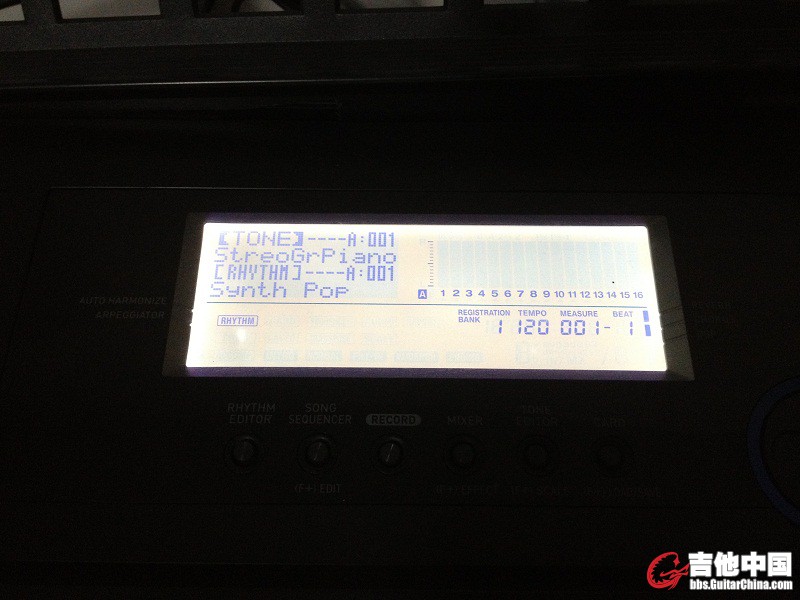 【TONE】----A:001
StreoGrPiano
[RHYTHM]----A:001
Synth Pop
A 1 2 3 4 5 6 7 8 9 10 11 12 13 14 15 16
RHYTHM
REGISTRATION BANK TEMPO MEASURE BEAT
1 120 001- 1
AUTO HARMONIZE
ARPEGGIATOR
RHYTHM EDITOR
SONG SEQUENCER
RECORD
MIXER
EDIT
吉他中国
bbs.GuitarChina.com